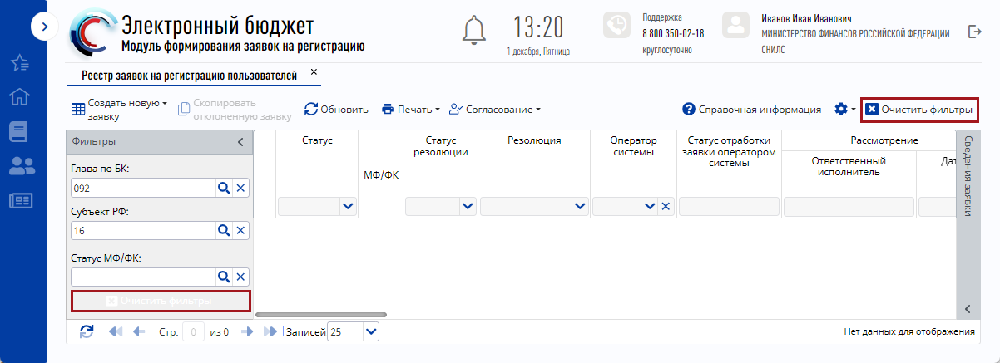 Электронный бюджет
Модуль формирования заявок на регистрацию
13:20
1 декабря, Пятница
Поддержка
8 800 350-02-18
круглосуточно
Иванов Иван Иванович
МИНИСТЕРСТВО ФИНАНСОВ РОССИЙСКОЙ ФЕДЕРАЦИИ
СНИЛС
Реестр заявок на регистрацию пользователей
Создать новую
заявку
Скопировать
отклоненную заявку
Обновить
Печать
Согласование
Справочная информация
Очистить фильтры
Фильтры
Глава по БК:
092
Субъект РФ:
16
Статус МФ/ФК:
Очистить фильтры
Статус
МФ/ФК
Статус
резолюции
Резолюция
Оператор
системы
Статус отработки
заявки оператором
системы
Рассмотрение
Ответственный
исполнитель
Дат
Сведения заявки
Стр. 0 из 0
Записей 25
Нет данных для отображения